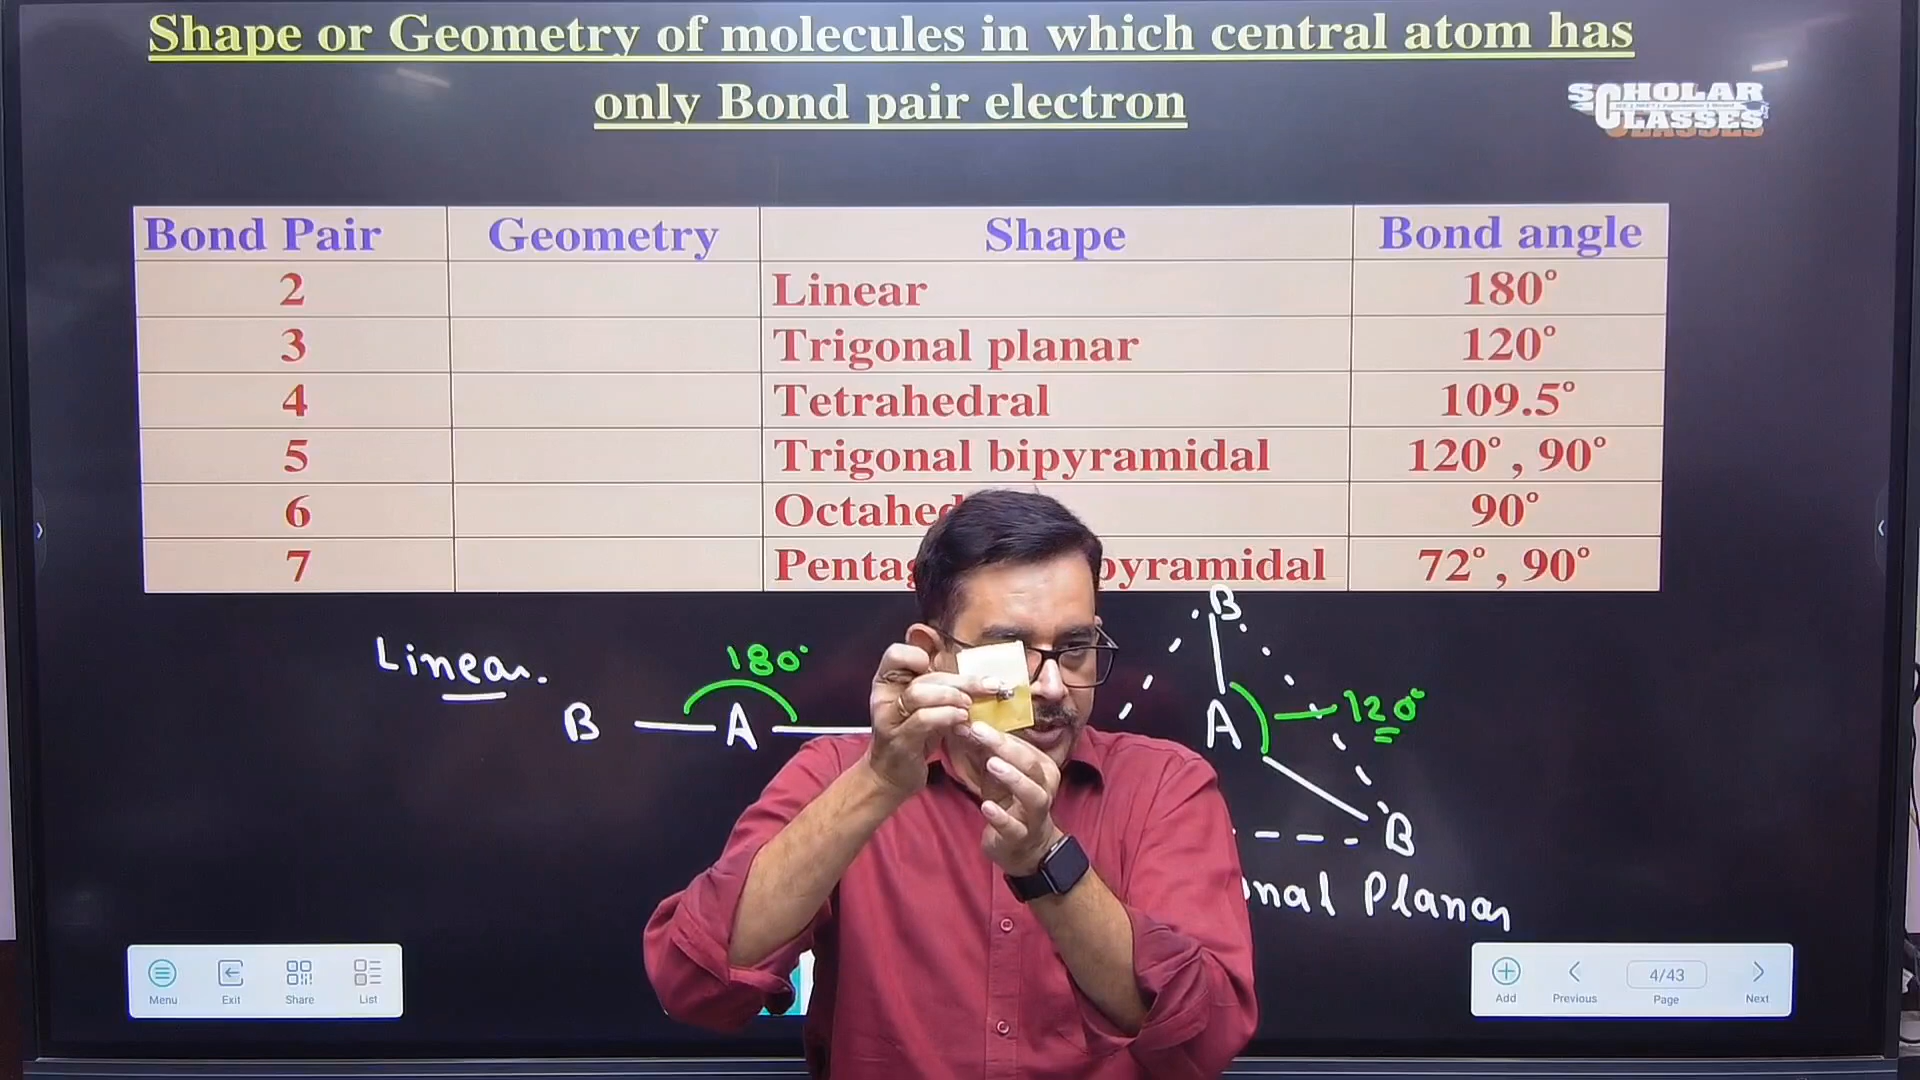 Shape or Geometry of molecules in which central atom has
only Bond pair electron
SCHOLAR
CLASSES
Bond Pair Geometry Shape Bond angle
2 Linear 180°
3 Trigonal planar 120°
4 Tetrahedral 109.5°
5 Trigonal bipyramidal 120°, 90°
6 Octahed 90°
7 Pentag pyramidal 72°, 90°
Linear.
180°
B A
B
A 120°
B
nal Planar
Menu Exit Share List
Add Previous 4/43 Page Next